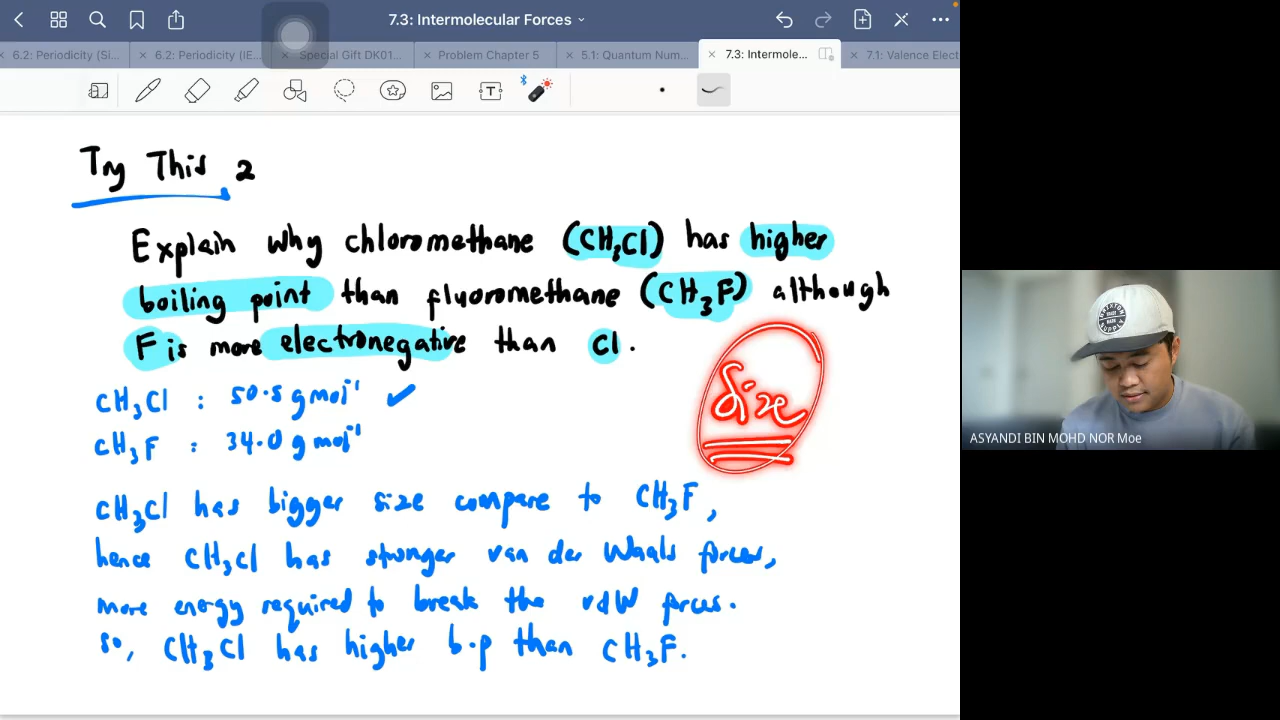 7.3: Intermolecular Forces
6.2: Periodicity (Si...
6.2: Periodicity (IE...
Special Gift DK01...
Problem Chapter 5
5.1: Quantum Num...
7.3: Intermole...
7.1: Valence Elect
Try This 2
Explain why chloromethane (CH₃Cl) has higher
boiling point than fluoromethane (CH₃F) although
F is more electronegative than Cl.
size
CH₃Cl : 50.5 g mol⁻¹ ✓
CH₃F : 34.0 g mol⁻¹
CH₃Cl has bigger size compare to CH₃F,
hence CH₃Cl has stronger van der Waals forces,
more energy required to break the vdW forces.
so, CH₃Cl has higher b.p than CH₃F.
ASYANDI BIN MOHD NOR Moe